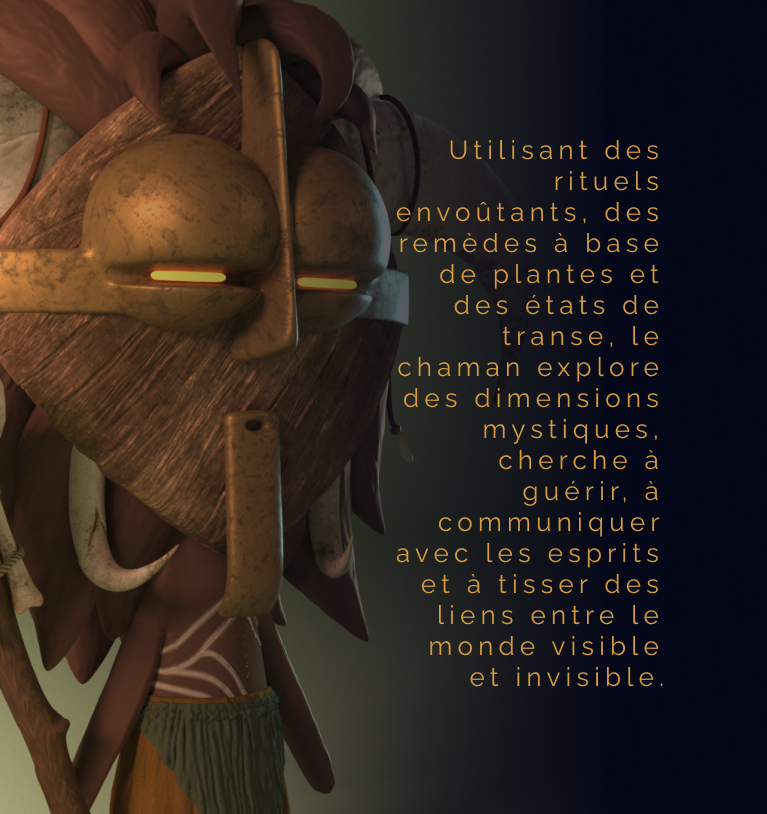 Utilisant des
rituels
envoûtants, des
remèdes à base
de plantes et
des états de
transe, le
chaman explore
des dimensions
mystiques,
cherche à
guérir, à
communiquer
avec les esprits
et à tisser des
liens entre le
monde visible
et invisible.